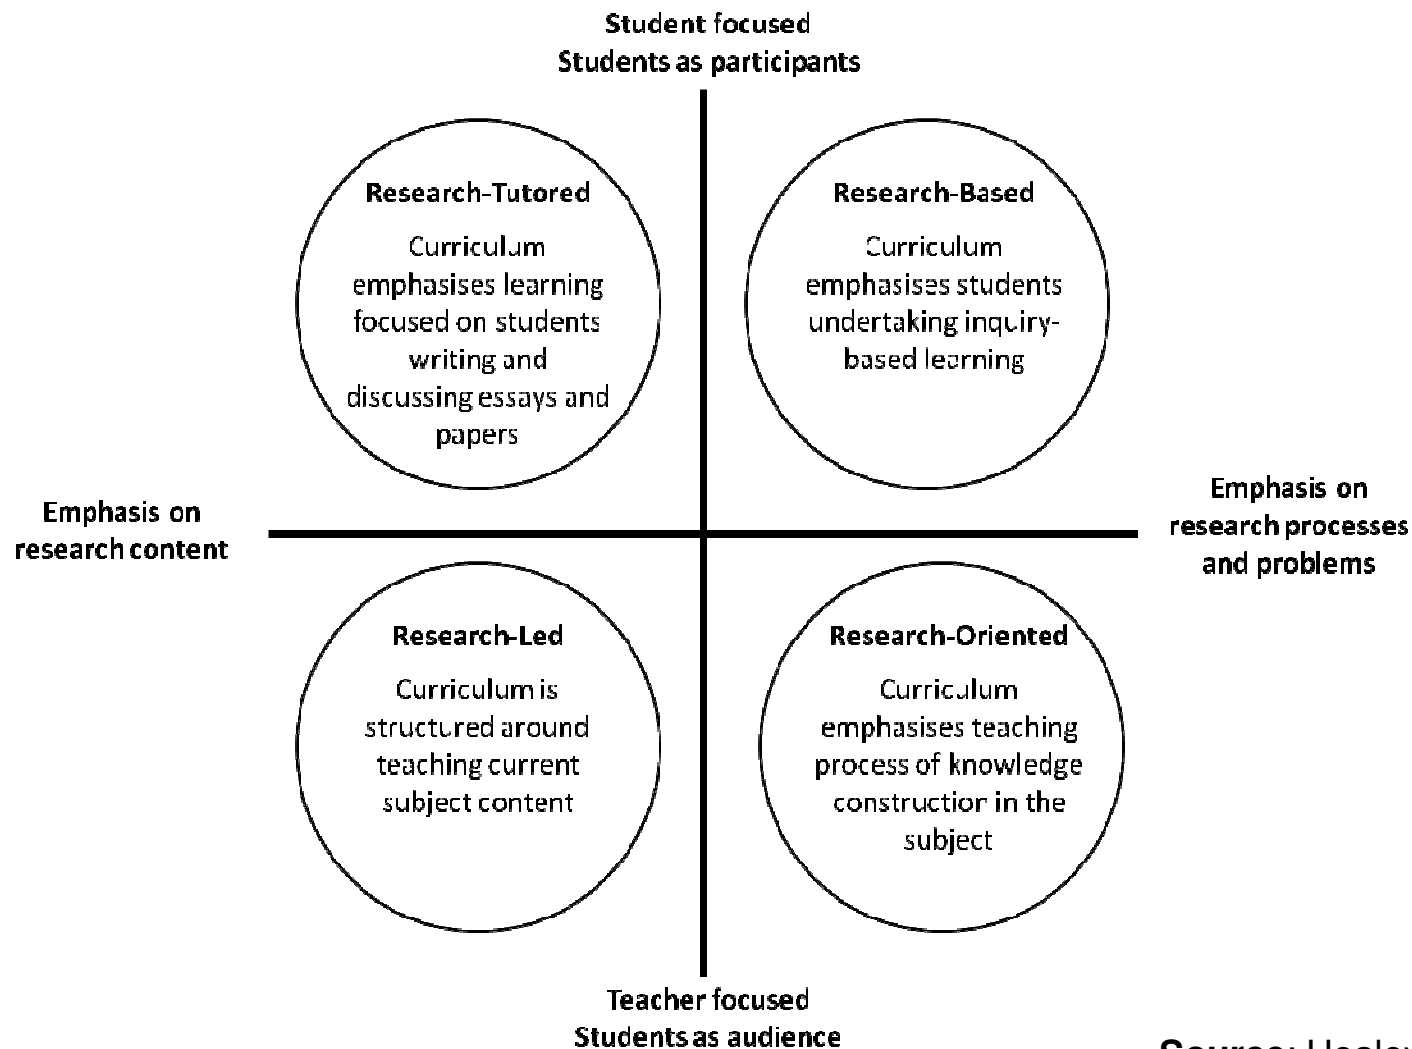 Student focused
Students as participants
Research-Tutored
Curriculum
emphasises learning
focused on students
writing and
discussing essays and
papers
Research-Based
Curriculum
emphasises students
undertaking inquiry-
based learning
Emphasis on
research content
Emphasis on
research processes
and problems
Research-Led
Curriculum is
structured around
teaching current
subject content
Research-Oriented
Curriculum
emphasises teaching
process of knowledge
construction in the
subject
Teacher focused
Students as audience